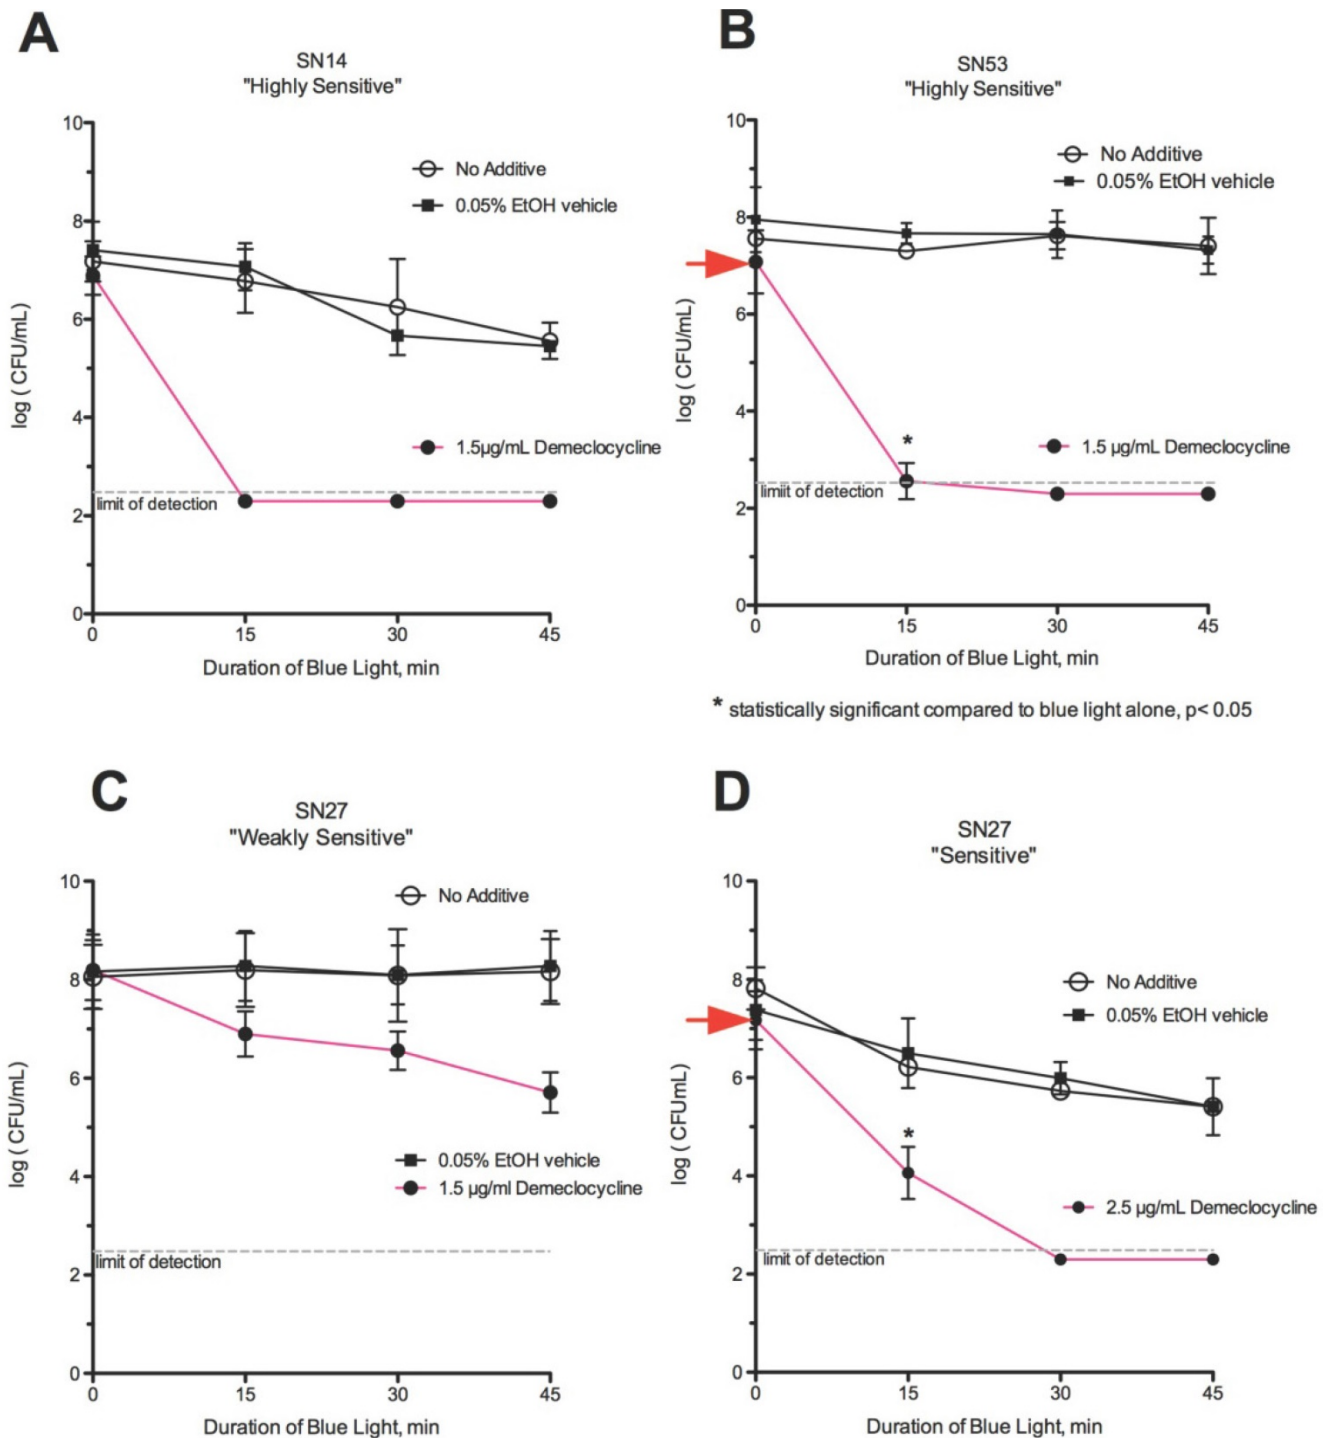 A
SN14
"Highly Sensitive"
10
8
6
4
2
0
log ( CFU/mL)
No Additive
0.05% EtOH vehicle
1.5µg/mL Demeclocycline
limit of detection
0 15 30 45
Duration of Blue Light, min
B
SN53
"Highly Sensitive"
10
8
6
4
2
0
log ( CFU/mL)
No Additive
0.05% EtOH vehicle
*
1.5 µg/mL Demeclocycline
limiit of detection
0 15 30 45
Duration of Blue Light, min
* statistically significant compared to blue light alone, p< 0.05
C
SN27
"Weakly Sensitive"
10
8
6
4
2
0
log ( CFU/mL)
No Additive
0.05% EtOH vehicle
1.5 µg/ml Demeclocycline
limit of detection
0 15 30 45
Duration of Blue Light, min
D
SN27
"Sensitive"
10
8
6
4
2
0
log ( CFUmL)
No Additive
0.05% EtOH vehicle
*
2.5 µg/mL Demeclocycline
limit of detection
0 15 30 45
Duration of Blue Light, min